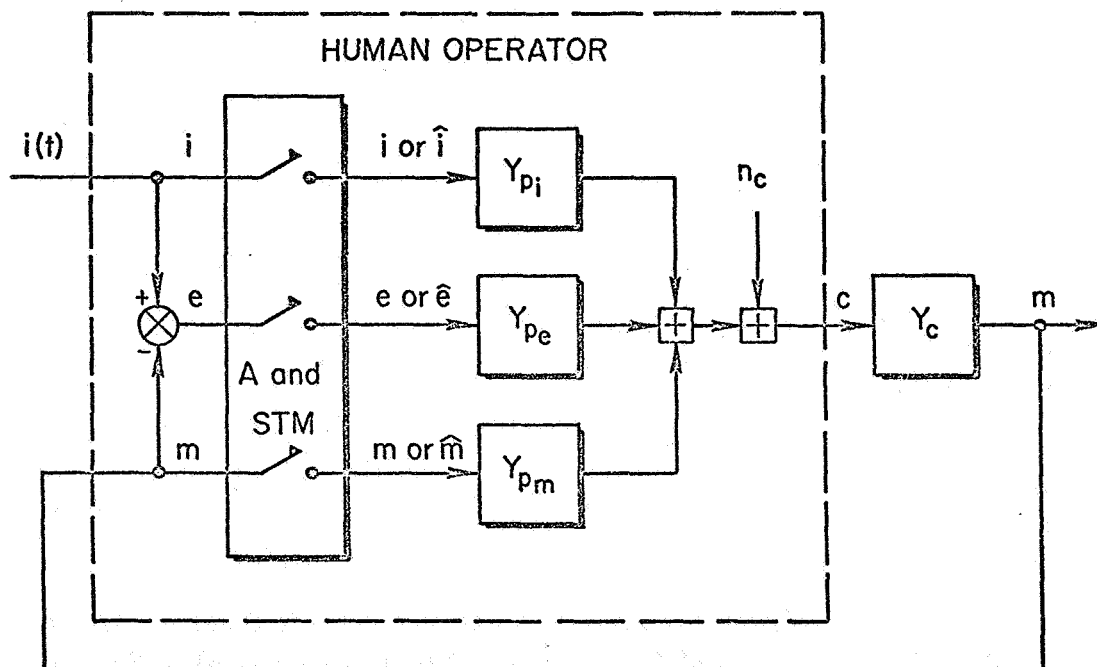 HUMAN OPERATOR
i(t)
i
i or î
Y_{p_i}
n_c
+
e
e or ê
Y_{p_e}
+
+
c
Y_c
m
-
A and
STM
m
m or m̂
Y_{p_m}